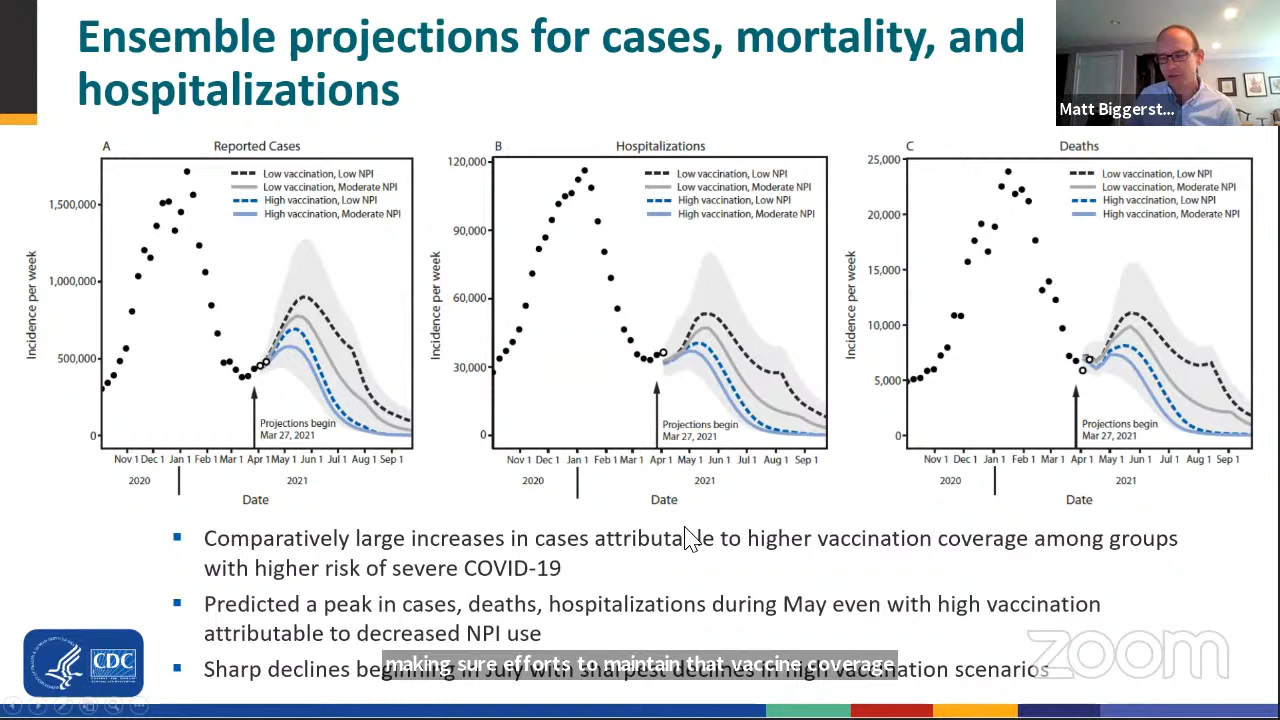 Ensemble projections for cases, mortality, and
hospitalizations
Matt Biggerst...
A
Reported Cases
Incidence per week
1,500,000
1,000,000
500,000
0
Low vaccination, Low NPI
Low vaccination, Moderate NPI
High vaccination, Low NPI
High vaccination, Moderate NPI
Projections begin
Mar 27, 2021
Nov 1 Dec 1 Jan 1 Feb 1 Mar 1 Apr 1 May 1 Jun 1 Jul 1 Aug 1 Sep 1
2020 2021
Date
B
Hospitalizations
Incidence per week
120,000
90,000
60,000
30,000
0
Low vaccination, Low NPI
Low vaccination, Moderate NPI
High vaccination, Low NPI
High vaccination, Moderate NPI
Projections begin
Mar 27, 2021
Nov 1 Dec 1 Jan 1 Feb 1 Mar 1 Apr 1 May 1 Jun 1 Jul 1 Aug 1 Sep 1
2020 2021
Date
C
Deaths
Incidence per week
25,000
20,000
15,000
10,000
5,000
0
Low vaccination, Low NPI
Low vaccination, Moderate NPI
High vaccination, Low NPI
High vaccination, Moderate NPI
Projections begin
Mar 27, 2021
Nov 1 Dec 1 Jan 1 Feb 1 Mar 1 Apr 1 May 1 Jun 1 Jul 1 Aug 1 Sep 1
2020 2021
Date
Comparatively large increases in cases attributable to higher vaccination coverage among groups
with higher risk of severe COVID-19
Predicted a peak in cases, deaths, hospitalizations during May even with high vaccination
attributable to decreased NPI use
making sure efforts to maintain that vaccine coverage
Sharp declines beginning in July with sharpest declines in high vaccination scenarios
CDC
zoom